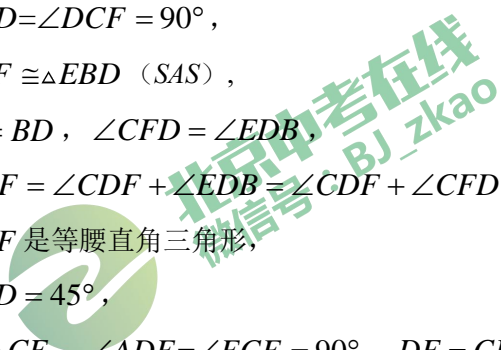 D=∠DCF = 90°，
F ≅△EBD （SAS），
= BD ， ∠CFD = ∠EDB，
F = ∠CDF + ∠EDB = ∠CDF + ∠CFD
F 是等腰直角三角形，
D = 45°，
北京中考在线
微信号：BJ_zkao